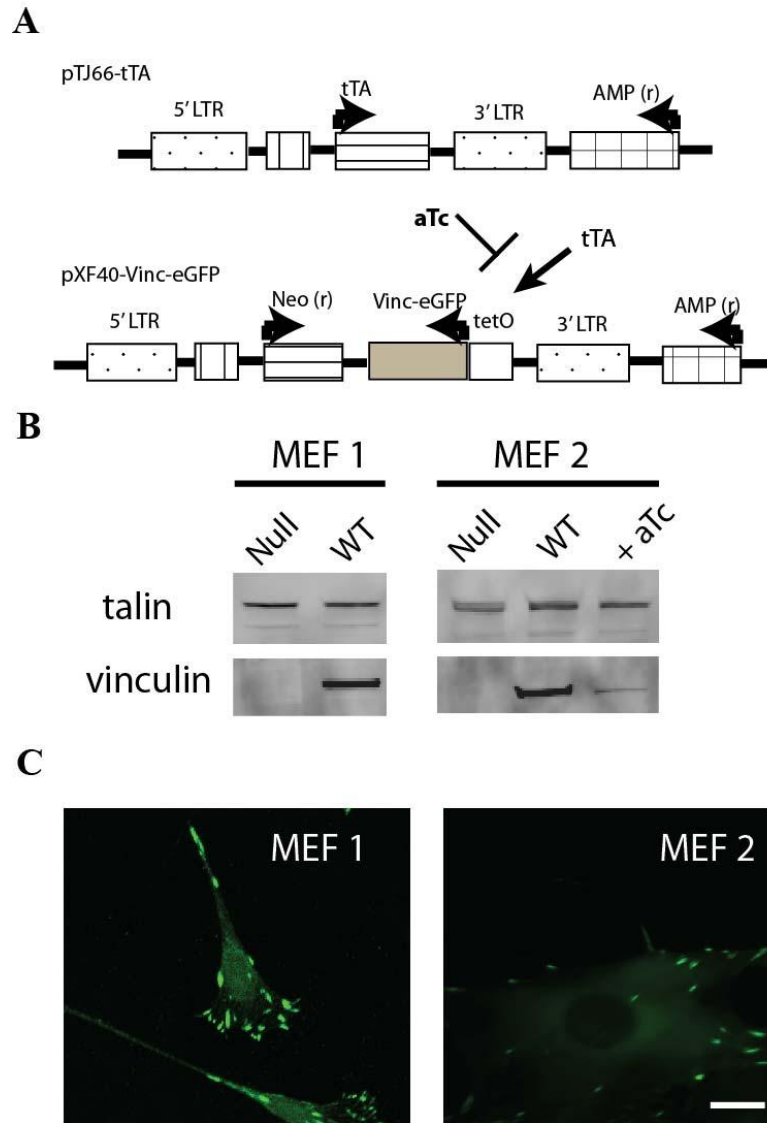 A
pTJ66-tTA
5' LTR
tTA
3' LTR
AMP (r)
aTc
tTA
pXF40-Vinc-eGFP
5' LTR
Neo (r)
Vinc-eGFP
tetO
3' LTR
AMP (r)
B
MEF 1
MEF 2
Null
WT
Null
WT
+ aTc
talin
vinculin
C
MEF 1
MEF 2